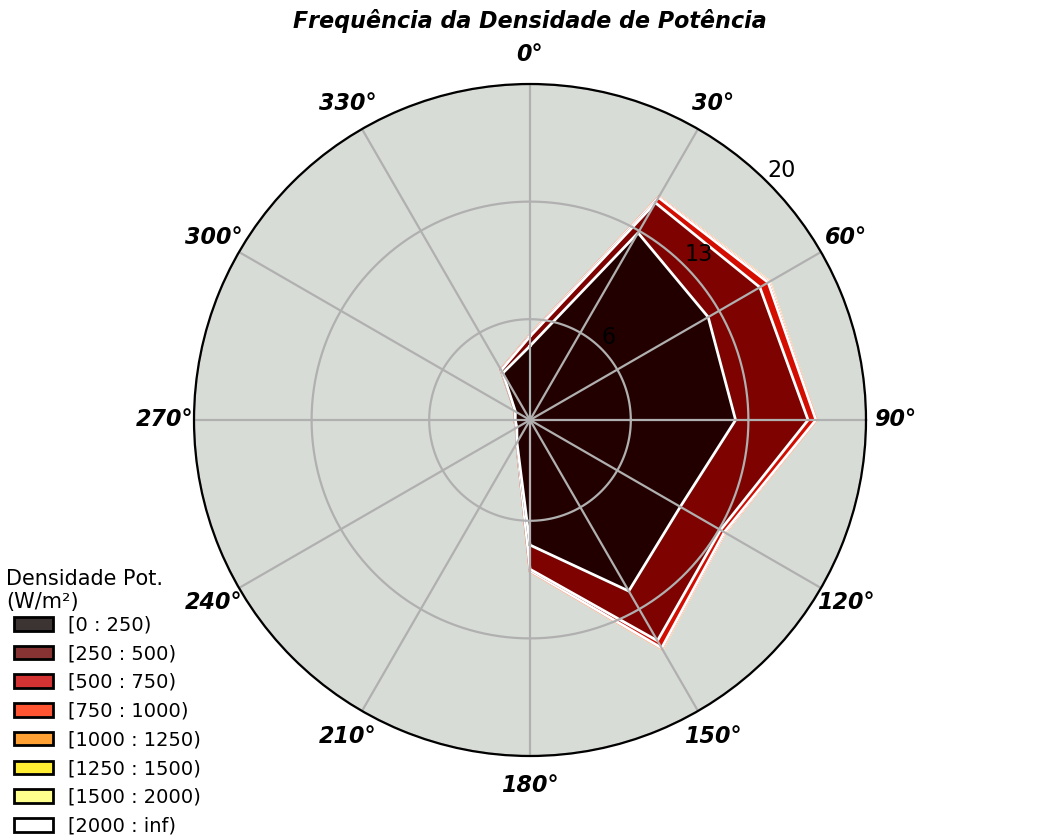 Frequência da Densidade de Potência
0°
330°
30°
20
300°
60°
13
6
270°
90°
240°
120°
210°
150°
180°
Densidade Pot.
(W/m²)
[0 : 250)
[250 : 500)
[500 : 750)
[750 : 1000)
[1000 : 1250)
[1250 : 1500)
[1500 : 2000)
[2000 : inf)